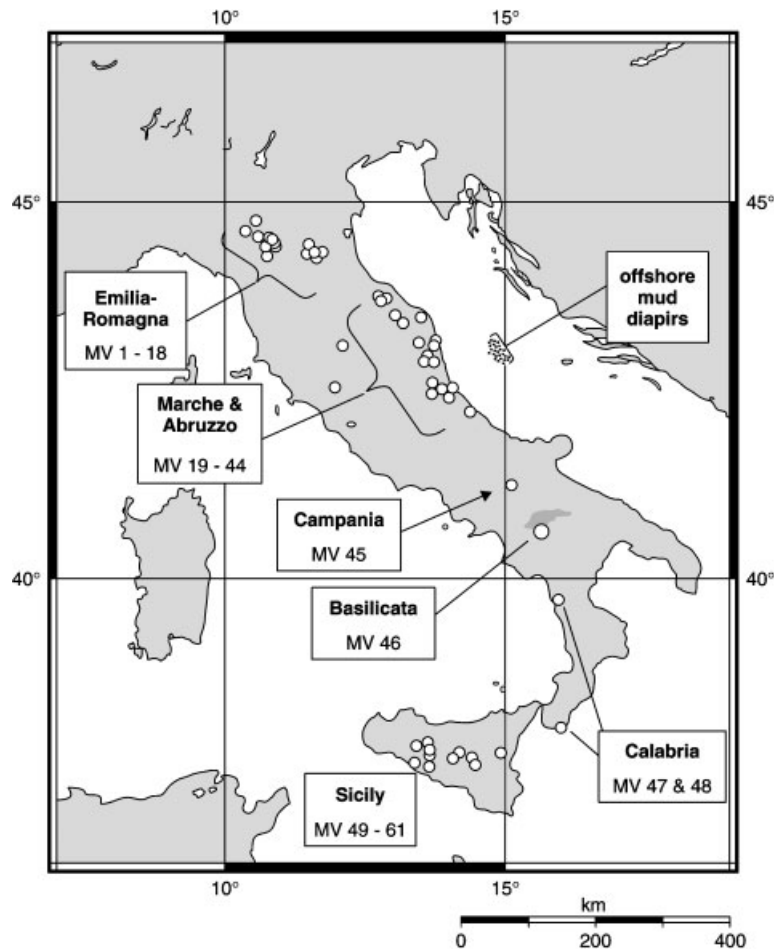 10°
15°
45°
45°
Emilia-
Romagna
MV 1 - 18
offshore
mud
diapirs
Marche &
Abruzzo
MV 19 - 44
Campania
MV 45
40°
40°
Basilicata
MV 46
Calabria
MV 47 & 48
Sicily
MV 49 - 61
10°
15°
km
0
200
400